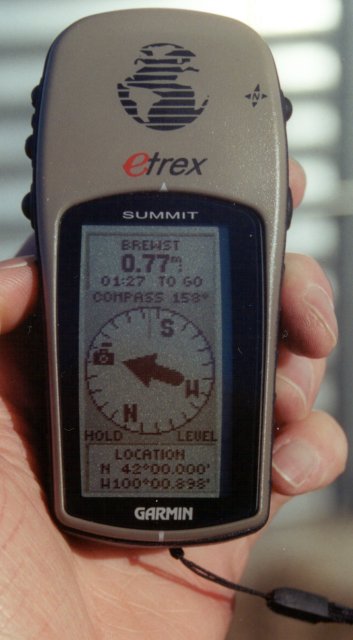 N
etrex
SUMMIT
BREWST
0.77m
01:27 TO GO
COMPASS 158°
S
W
N
HOLD LEVEL
LOCATION
N 42°00.000'
W100°00.898'
GARMIN